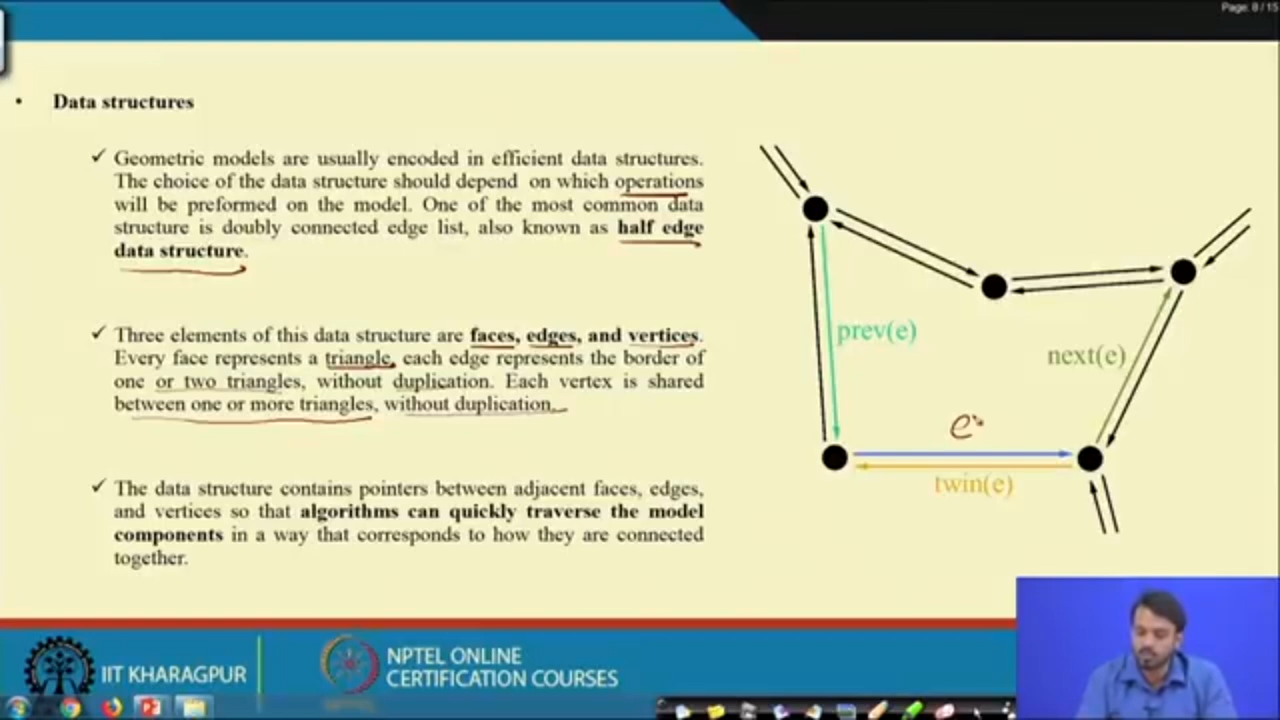 Page: 8 / 15
• Data structures
✓ Geometric models are usually encoded in efficient data structures.
The choice of the data structure should depend on which operations
will be preformed on the model. One of the most common data
structure is doubly connected edge list, also known as half edge
data structure.
✓ Three elements of this data structure are faces, edges, and vertices.
Every face represents a triangle, each edge represents the border of
one or two triangles, without duplication. Each vertex is shared
between one or more triangles, without duplication.
✓ The data structure contains pointers between adjacent faces, edges,
and vertices so that algorithms can quickly traverse the model
components in a way that corresponds to how they are connected
together.
prev(e)
next(e)
e
twin(e)
IIT KHARAGPUR
NPTEL ONLINE
CERTIFICATION COURSES